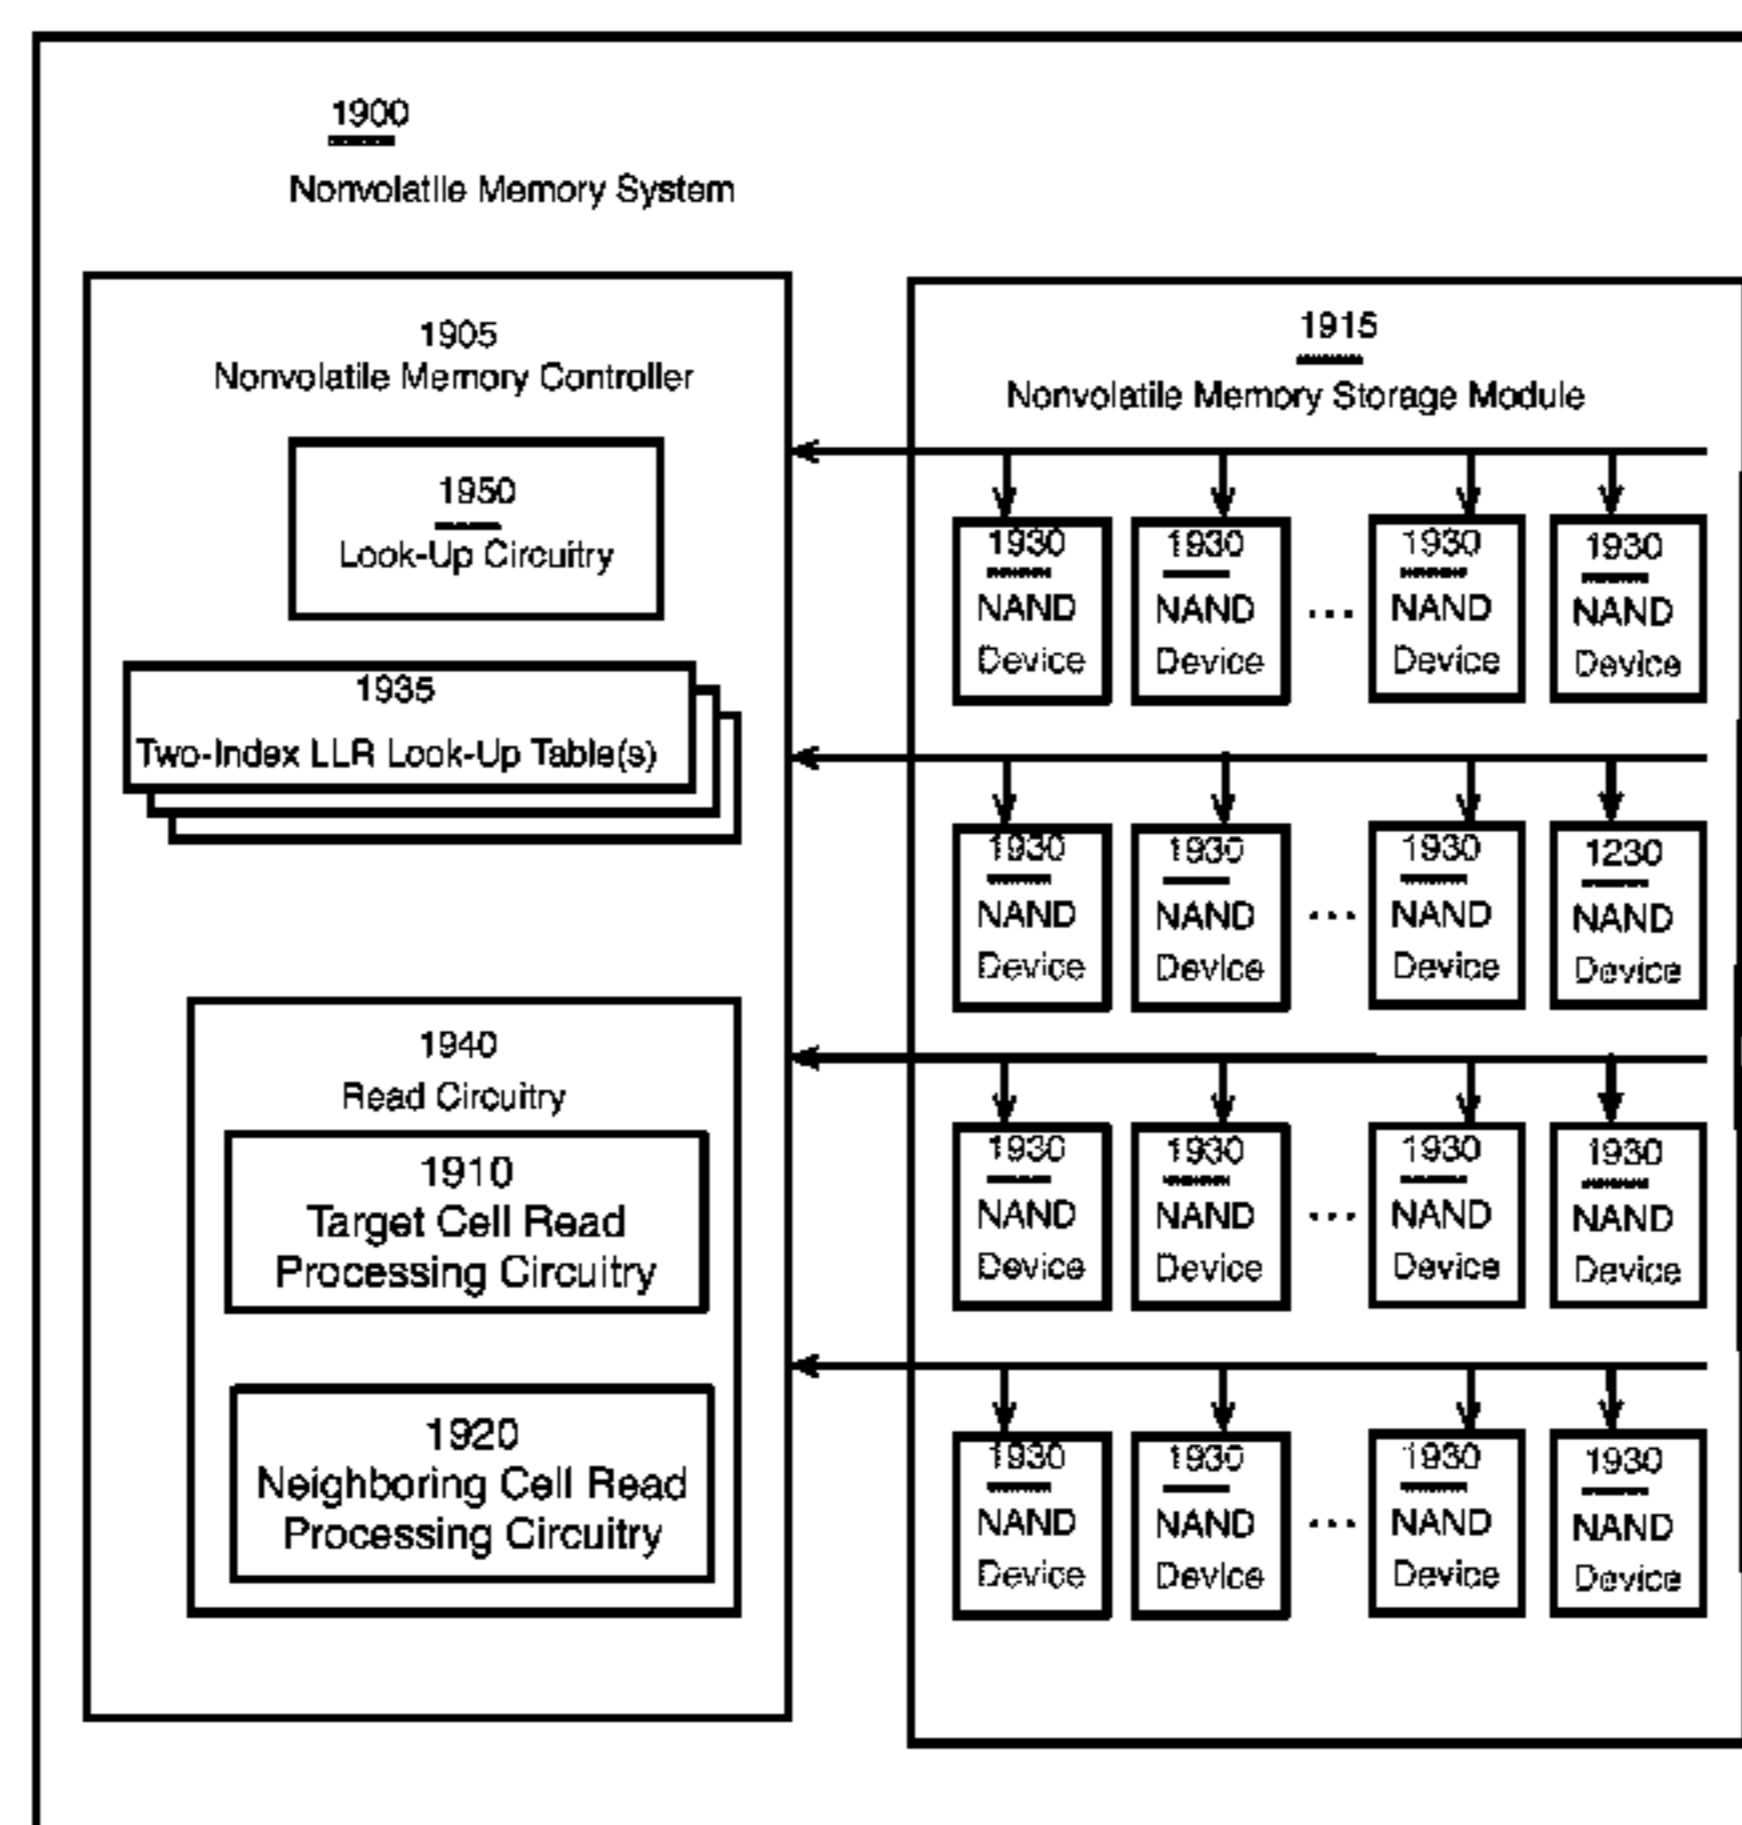 1900
Nonvolatile Memory System
1905
Nonvolatile Memory Controller
1950
Look-Up Circuitry
1935
Two-Index LLR Look-Up Table(s)
1940
Read Circuitry
1910
Target Cell Read
Processing Circuitry
1920
Neighboring Cell Read
Processing Circuitry
1915
Nonvolatile Memory Storage Module
1930 1930 1930 1930
NAND NAND ... NAND NAND
Device Device Device Device
1930 1930 1930 1230
NAND NAND ... NAND NAND
Device Device Device Device
1930 1930 1930 1930
NAND NAND ... NAND NAND
Device Device Device Device
1930 1930 1930 1930
NAND NAND ... NAND NAND
Device Device Device Device